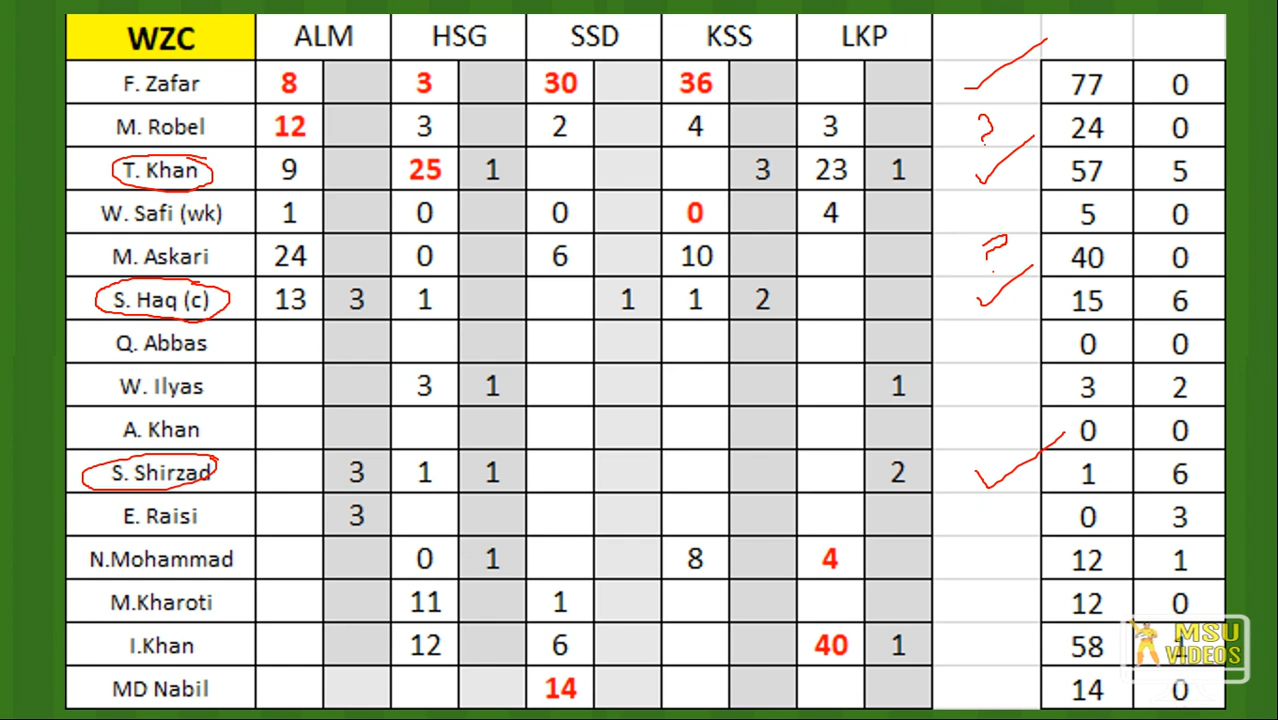 WZC ALM HSG SSD KSS LKP
F. Zafar 8 3 30 36 77 0
M. Robel 12 3 2 4 3 ? 24 0
T. Khan 9 25 1 3 23 1 57 5
W. Safi (wk) 1 0 0 0 4 5 0
M. Askari 24 0 6 10 ? 40 0
S. Haq (c) 13 3 1 1 1 2 15 6
Q. Abbas 0 0
W. Ilyas 3 1 1 3 2
A. Khan 0 0
S. Shirzad 3 1 1 2 1 6
E. Raisi 3 0 3
N.Mohammad 0 1 8 4 12 1
M.Kharoti 11 1 12 0
I.Khan 12 6 40 1 58 1
MD Nabil 14 14 0
MSU
VIDEOS